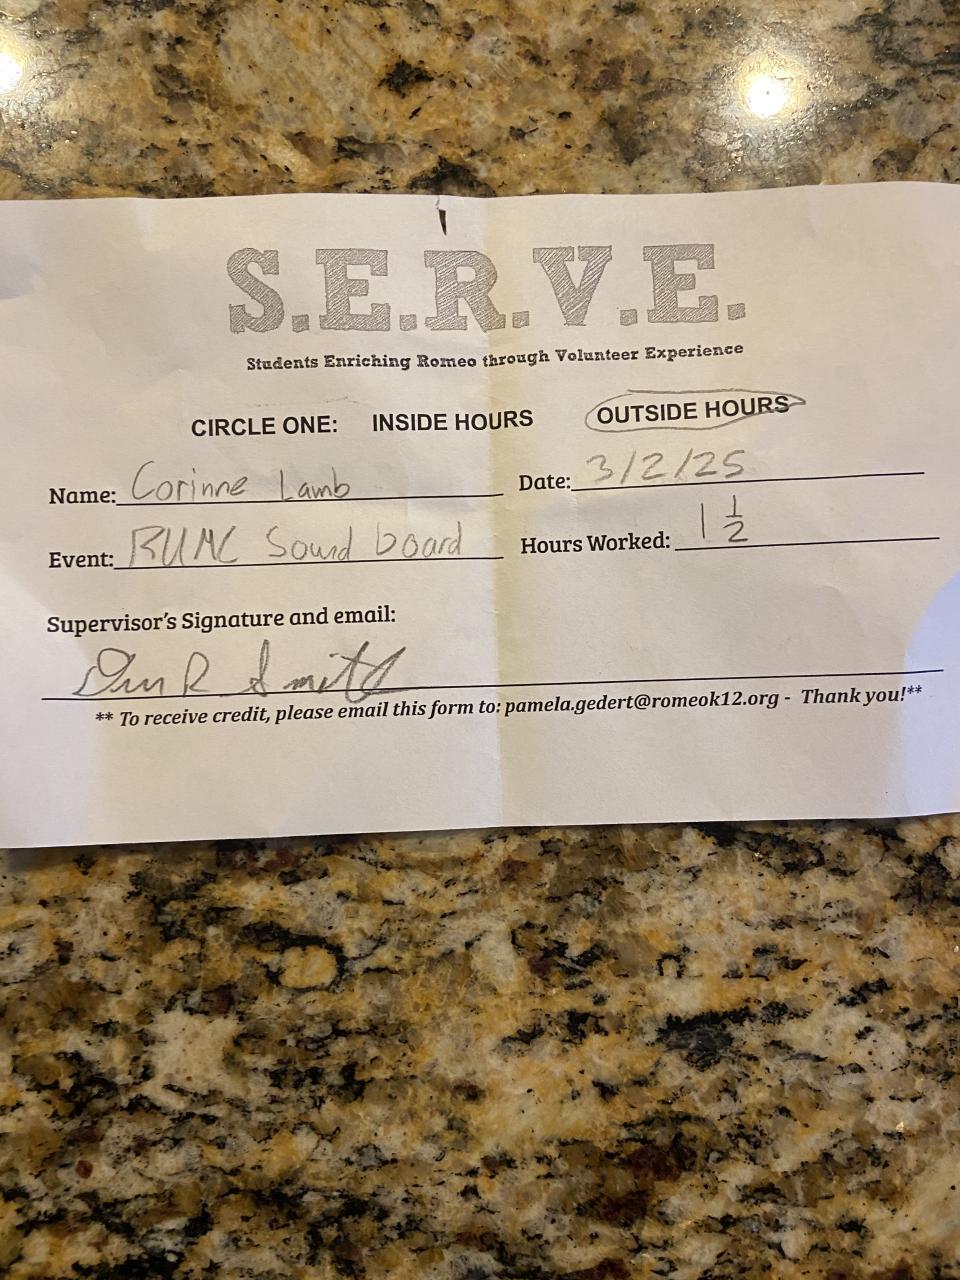 S.E.R.V.E.
Students Enriching Romeo through Volunteer Experience
CIRCLE ONE: INSIDE HOURS OUTSIDE HOURS
Name: Corinne Lamb Date: 3/2/25
Event: RUMC Sound board Hours Worked: 1 1/2
Supervisor's Signature and email:
R Smith
** To receive credit, please email this form to: pamela.gedert@romeok12.org - Thank you!**